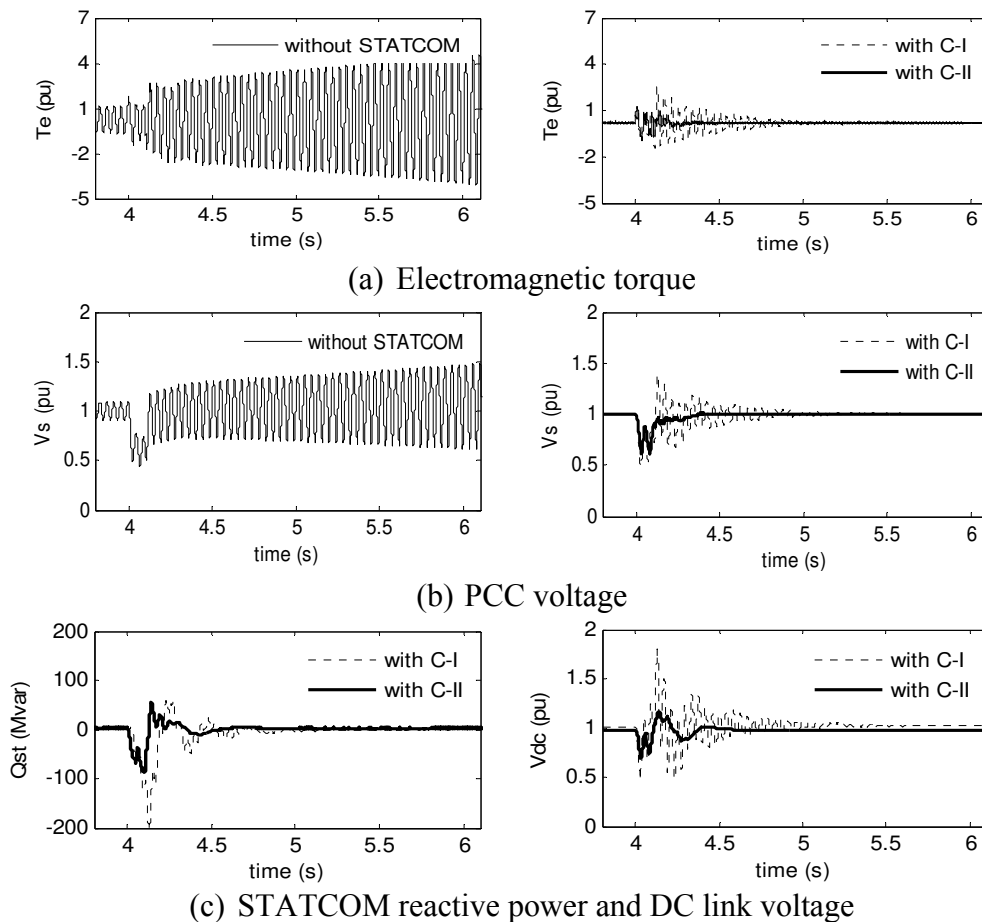 7
4
1
-2
-5
Te (pu)
without STATCOM
4 4.5 5 5.5 6
time (s)
7
4
1
-2
-5
Te (pu)
with C-I
with C-II
4 4.5 5 5.5 6
time (s)
(a) Electromagnetic torque
2
1.5
1
0.5
0
Vs (pu)
without STATCOM
4 4.5 5 5.5 6
time (s)
2
1.5
1
0.5
0
Vs (pu)
with C-I
with C-II
4 4.5 5 5.5 6
time (s)
(b) PCC voltage
200
100
0
-100
-200
Qst (Mvar)
with C-I
with C-II
4 4.5 5 5.5 6
time (s)
2
1.5
1
0.5
0
Vdc (pu)
with C-I
with C-II
4 4.5 5 5.5 6
time (s)
(c) STATCOM reactive power and DC link voltage